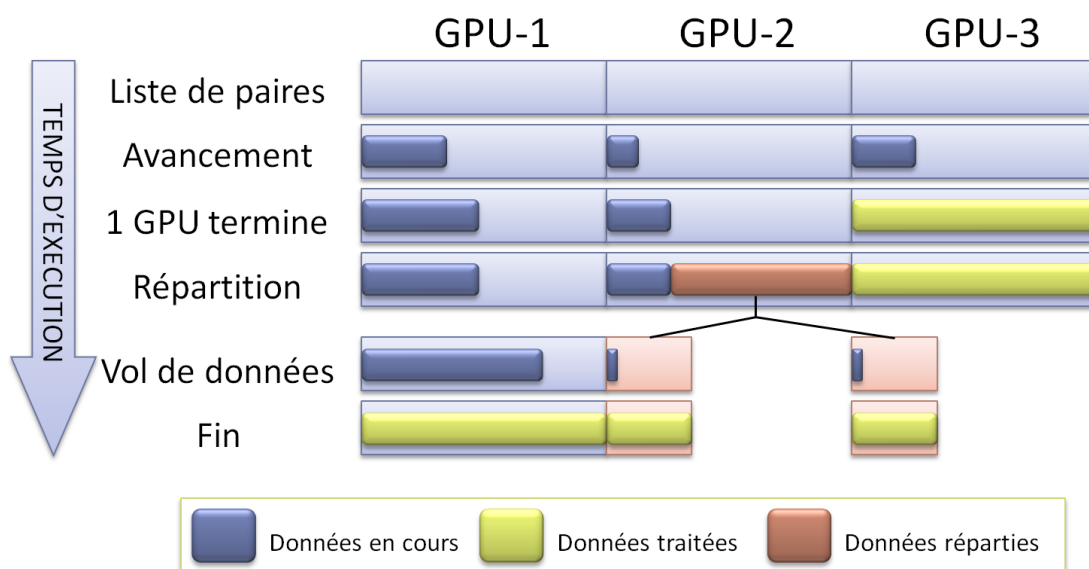 GPU-1 GPU-2 GPU-3
TEMPS D'EXECUTION
Liste de paires
Avancement
1 GPU termine
Répartition
Vol de données
Fin
Données en cours Données traitées Données réparties